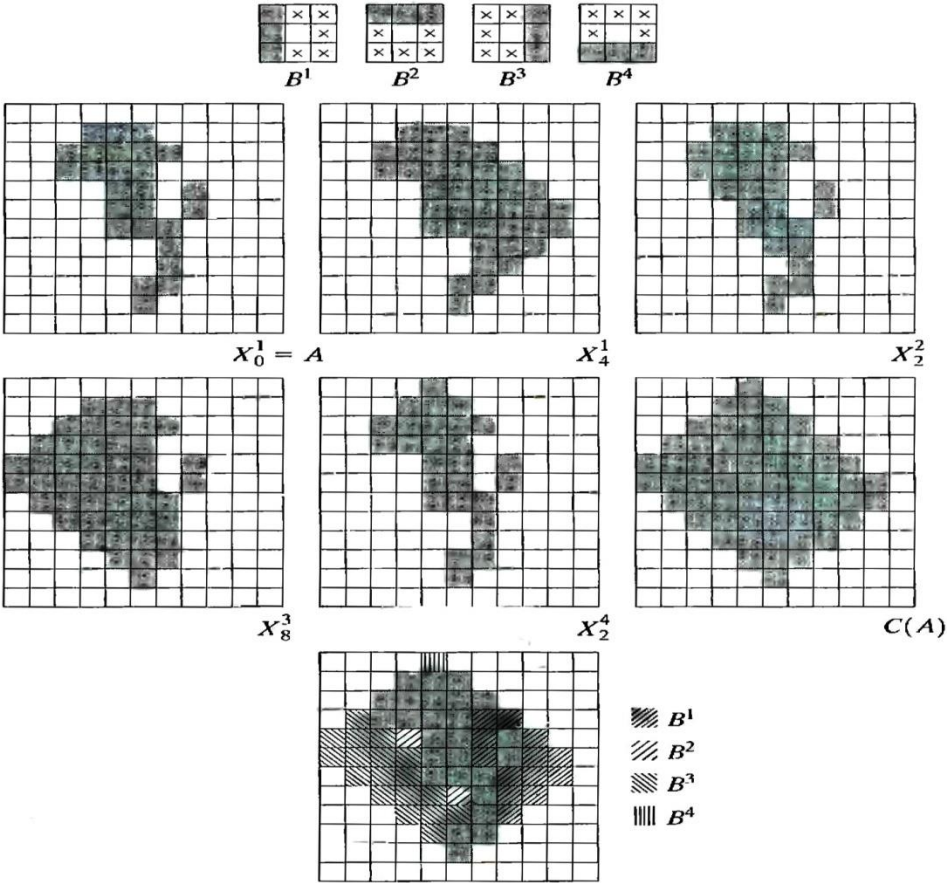 × × × × × × × × ×
× × × × × ×
× × × × × × ×
B¹ B² B³ B⁴
X₀¹ = A X₄¹ X₂²
X₈³ X₂⁴ C(A)
B¹
B²
B³
B⁴